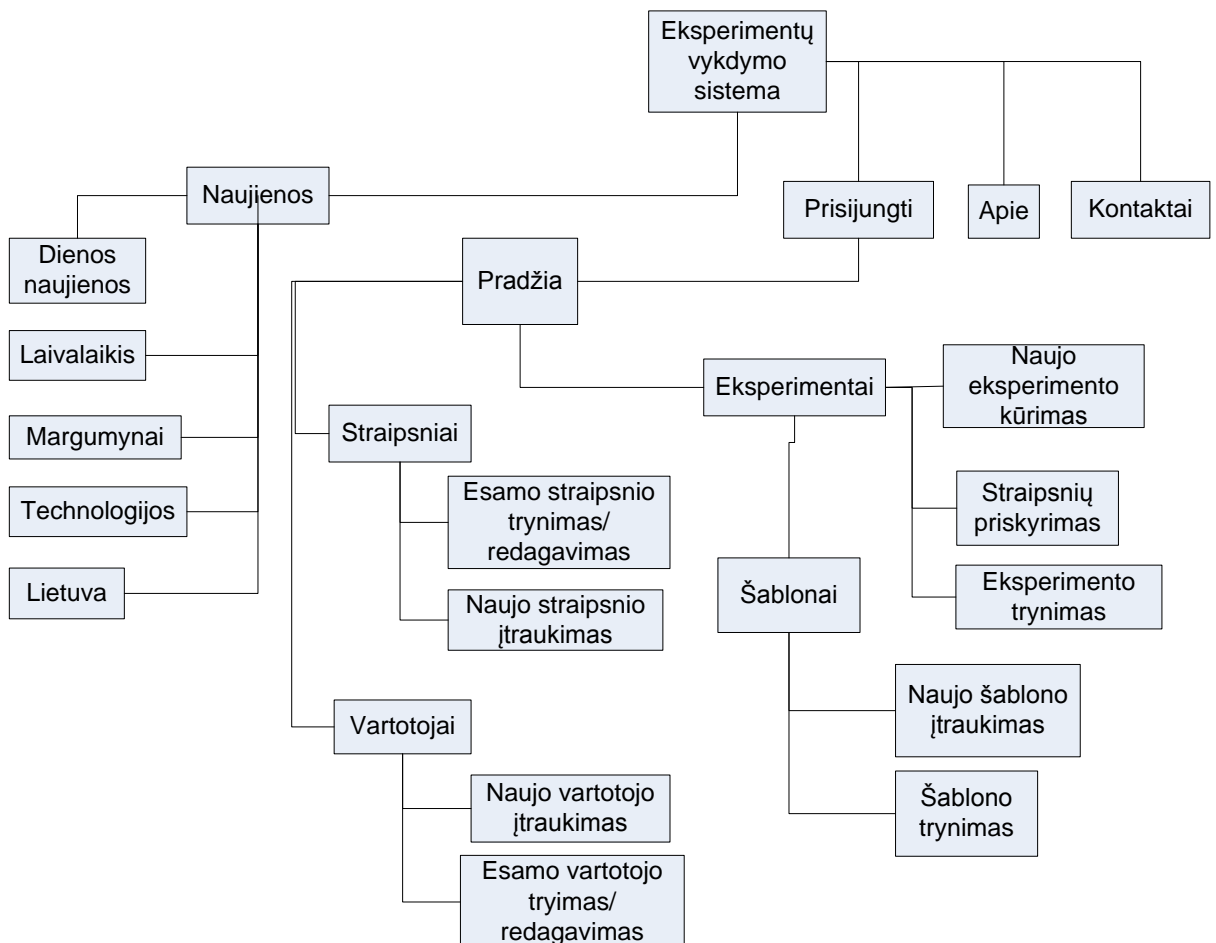 Eksperimentų
vykdymo
sistema
Naujienos
Prisijungti
Apie
Kontaktai
Dienos
naujienos
Pradžia
Laivalaikis
Eksperimentai
Naujo
eksperimento
kūrimas
Margumynai
Straipsniai
Technologijos
Esamo straipsnio
trynimas/
redagavimas
Straipsnių
priskyrimas
Lietuva
Naujo straipsnio
įtraukimas
Šablonai
Eksperimento
trynimas
Vartotojai
Naujo šablono
įtraukimas
Naujo vartotojo
įtraukimas
Šablono
trynimas
Esamo vartotojo
tryimas/
redagavimas